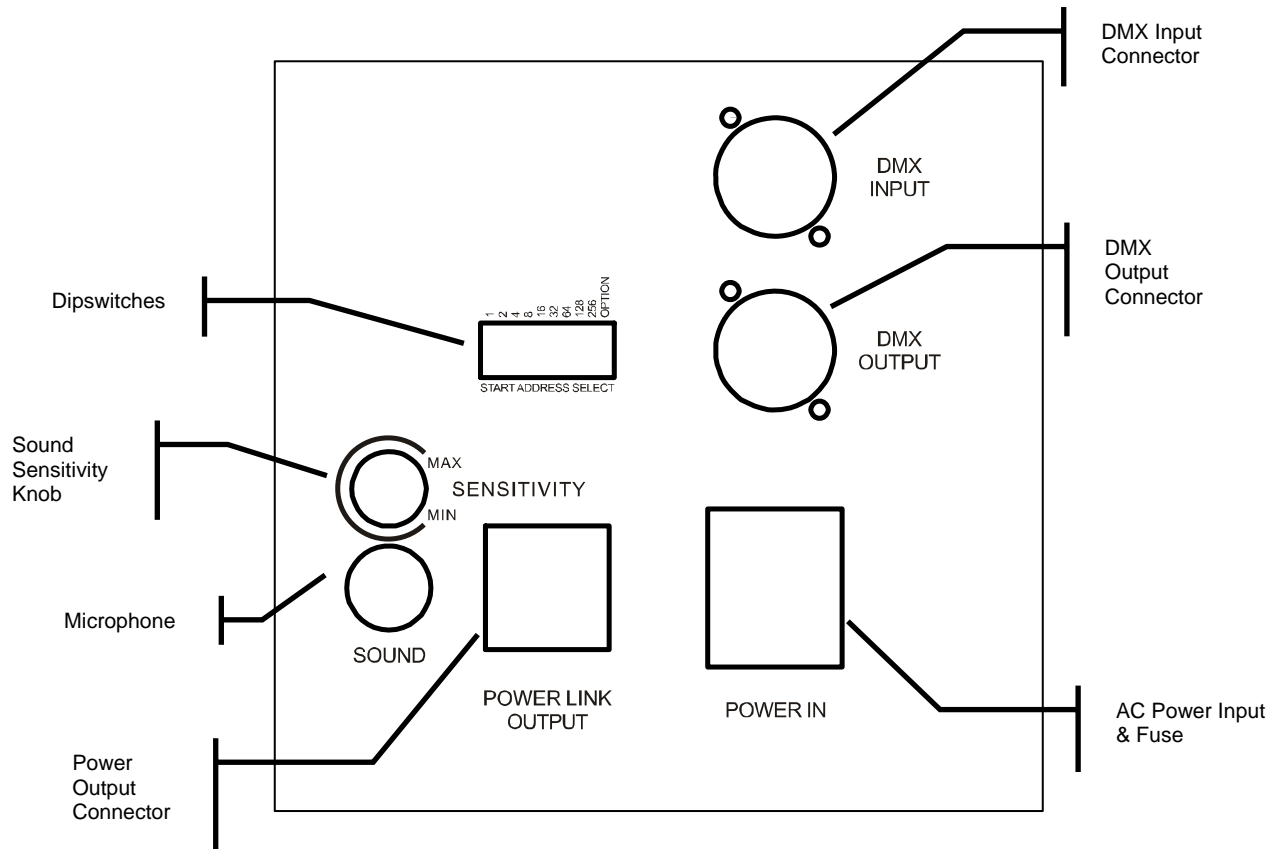 DMX Input
Connector
DMX
INPUT
DMX
Output
Connector
Dipswitches
1
2
4
8
16
32
64
128
256
OPTION
START ADDRESS SELECT
DMX
OUTPUT
Sound
Sensitivity
Knob
MAX
SENSITIVITY
MIN
Microphone
SOUND
POWER LINK
OUTPUT
POWER IN
AC Power Input
& Fuse
Power
Output
Connector